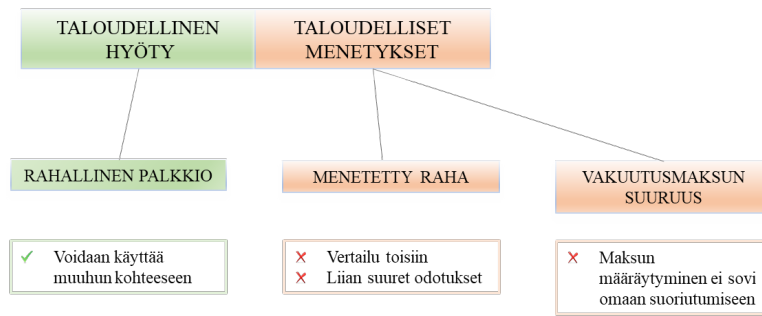 TALOUDELLINEN
HYÖTY
TALOUDELLISET
MENETYKSET
RAHALLINEN PALKKIO
MENETETTY RAHA
VAKUUTUSMAKSUN
SUURUUS
Voidaan käyttää
muuhun kohteeseen
Vertailu toisiin
Liian suuret odotukset
Maksun
määräytyminen ei sovi
omaan suoriutumiseen